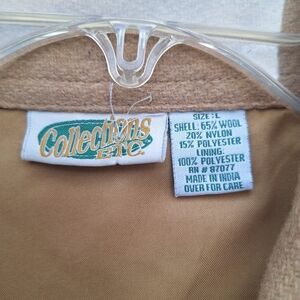 Collections
ETC.
SIZE: L
SHELL: 65% WOOL
20% NYLON
15% POLYESTER
LINING:
100% POLYESTER
RN # 87077
MADE IN INDIA
OVER FOR CARE